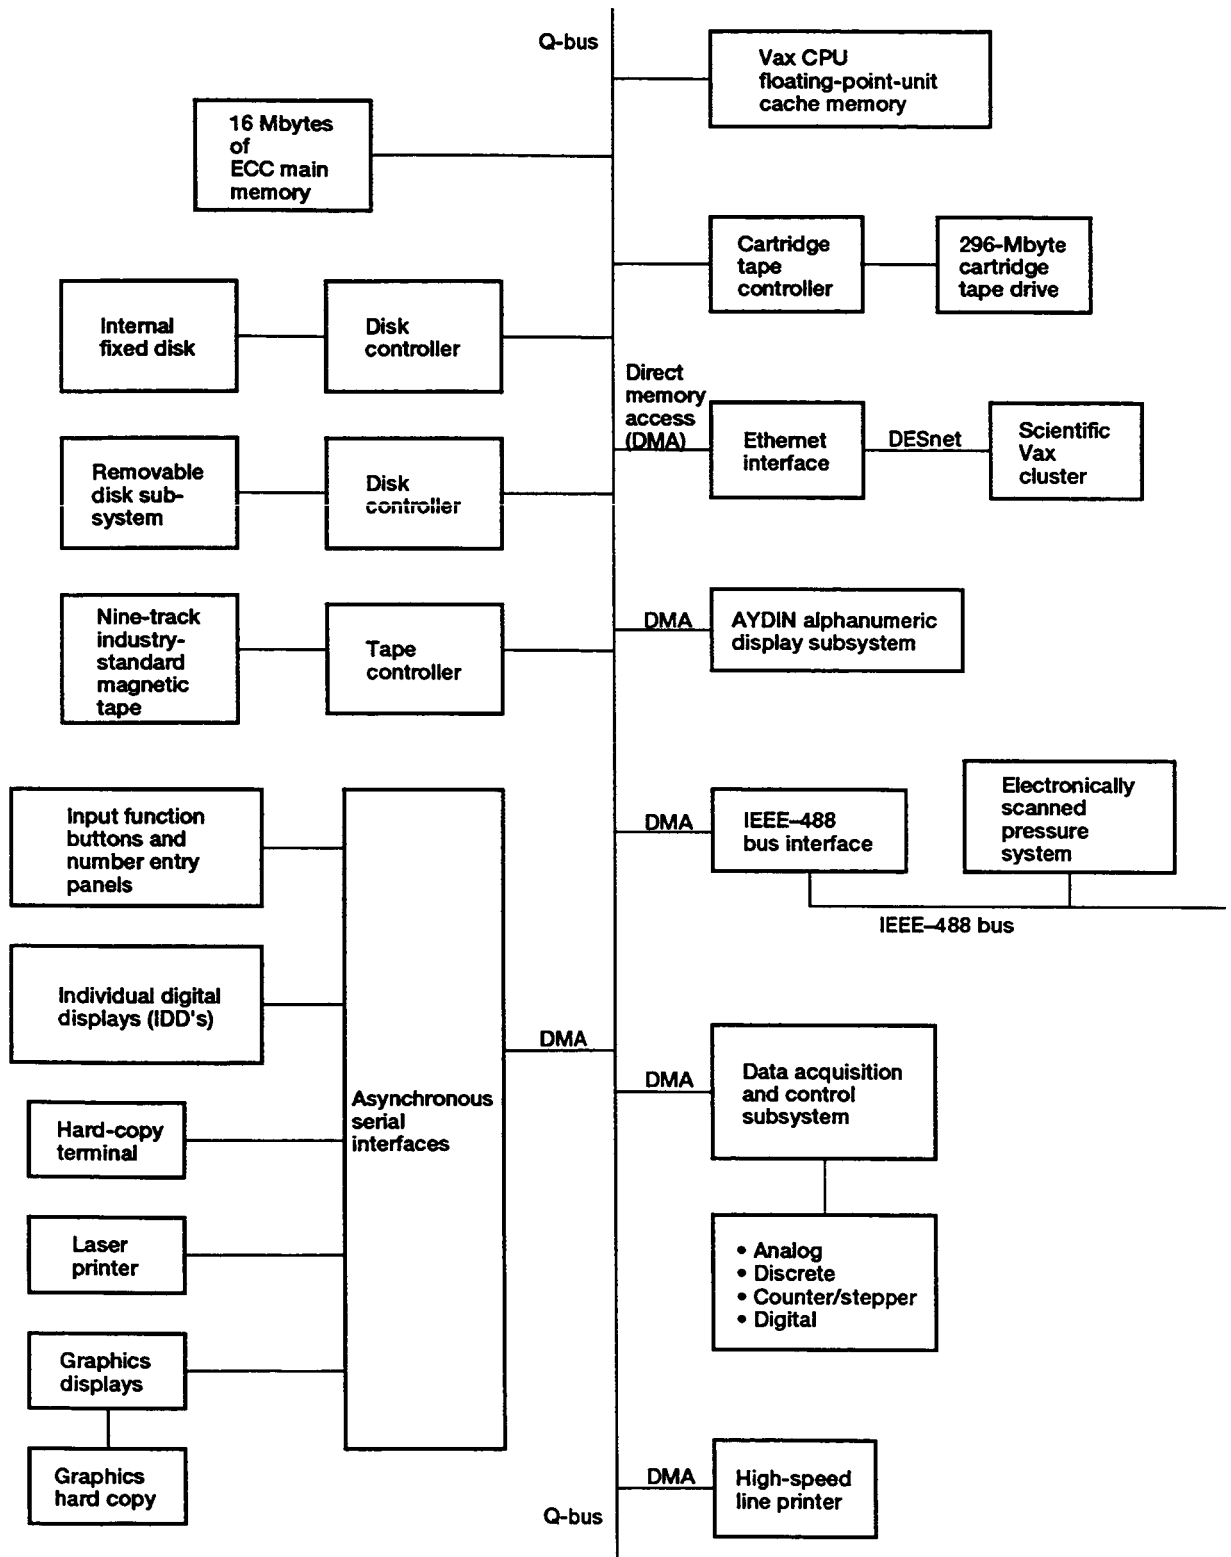 Q-bus
Vax CPU
floating-point-unit
cache memory
16 Mbytes
of
ECC main
memory
Cartridge
tape
controller
296-Mbyte
cartridge
tape drive
Internal
fixed disk
Disk
controller
Direct
memory
access
(DMA)
Ethernet
interface
DESnet
Scientific
Vax
cluster
Removable
disk sub-
system
Disk
controller
Nine-track
industry-
standard
magnetic
tape
Tape
controller
DMA
AYDIN alphanumeric
display subsystem
Input function
buttons and
number entry
panels
DMA
IEEE–488
bus interface
Electronically
scanned
pressure
system
IEEE–488 bus
Individual digital
displays (IDD's)
DMA
Asynchronous
serial
interfaces
DMA
Data acquisition
and control
subsystem
Hard-copy
terminal
Laser
printer
• Analog
• Discrete
• Counter/stepper
• Digital
Graphics
displays
Graphics
hard copy
DMA
High-speed
line printer
Q-bus